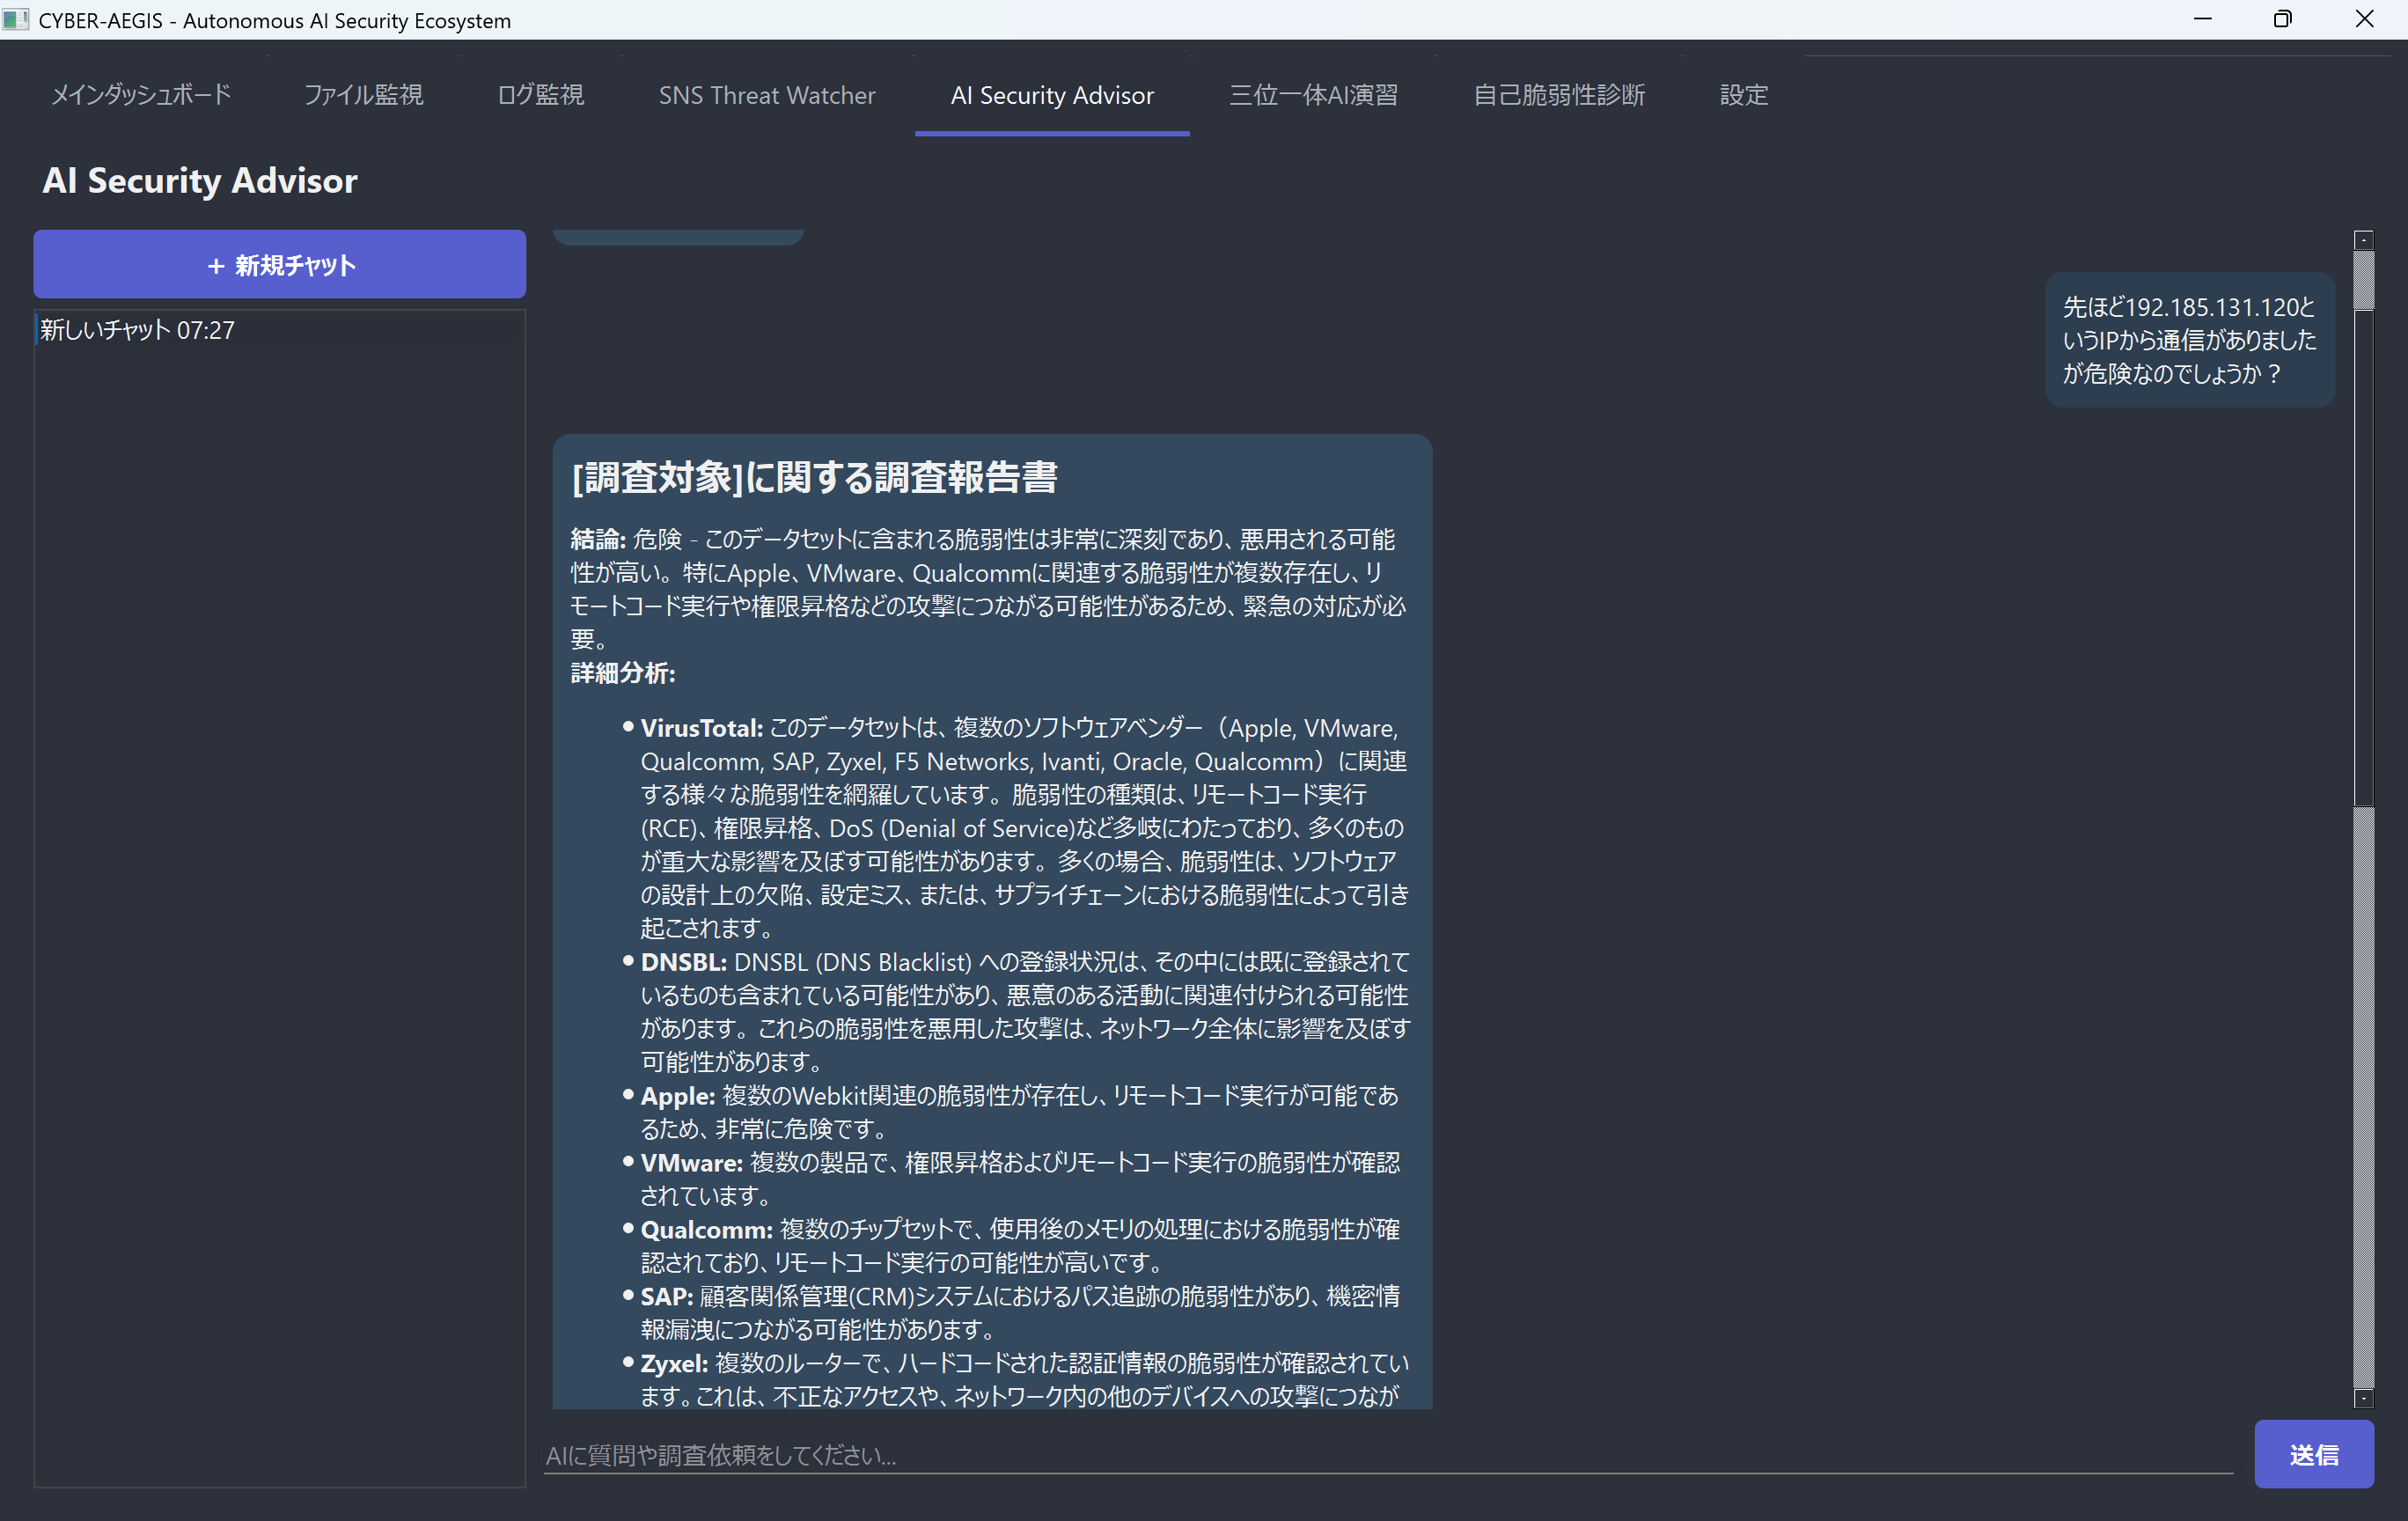 CYBER-AEGIS - Autonomous AI Security Ecosystem
メインダッシュボード ファイル監視 ログ監視 SNS Threat Watcher AI Security Advisor 三位一体AI演習 自己脆弱性診断 設定
AI Security Advisor
+ 新規チャット
新しいチャット 07:27
先ほど192.185.131.120と
いうIPから通信がありました
が危険なのでしょうか？
[調査対象]に関する調査報告書
結論: 危険 - このデータセットに含まれる脆弱性は非常に深刻であり、悪用される可能
性が高い。特にApple、VMware、Qualcommに関連する脆弱性が複数存在し、リ
モートコード実行や権限昇格などの攻撃につながる可能性があるため、緊急の対応が必
要。
詳細分析:
● VirusTotal: このデータセットは、複数のソフトウェアベンダー（Apple, VMware,
Qualcomm, SAP, Zyxel, F5 Networks, Ivanti, Oracle, Qualcomm）に関連
する様々な脆弱性を網羅しています。脆弱性の種類は、リモートコード実行
(RCE)、権限昇格、DoS (Denial of Service)など多岐にわたっており、多くのもの
が重大な影響を及ぼす可能性があります。多くの場合、脆弱性は、ソフトウェア
の設計上の欠陥、設定ミス、または、サプライチェーンにおける脆弱性によって引き
起こされます。
● DNSBL: DNSBL (DNS Blacklist) への登録状況は、その中には既に登録されて
いるものも含まれている可能性があり、悪意のある活動に関連付けられる可能性
があります。これらの脆弱性を悪用した攻撃は、ネットワーク全体に影響を及ぼす
可能性があります。
● Apple: 複数のWebkit関連の脆弱性が存在し、リモートコード実行が可能であ
るため、非常に危険です。
● VMware: 複数の製品で、権限昇格およびリモートコード実行の脆弱性が確認
されています。
● Qualcomm: 複数のチップセットで、使用後のメモリの処理における脆弱性が確
認されており、リモートコード実行の可能性が高いです。
● SAP: 顧客関係管理(CRM)システムにおけるパス追跡の脆弱性があり、機密情
報漏洩につながる可能性があります。
● Zyxel: 複数のルーターで、ハードコードされた認証情報の脆弱性が確認されてい
ます。これは、不正なアクセスや、ネットワーク内の他のデバイスへの攻撃につなが
AIに質問や調査依頼をしてください...
送信